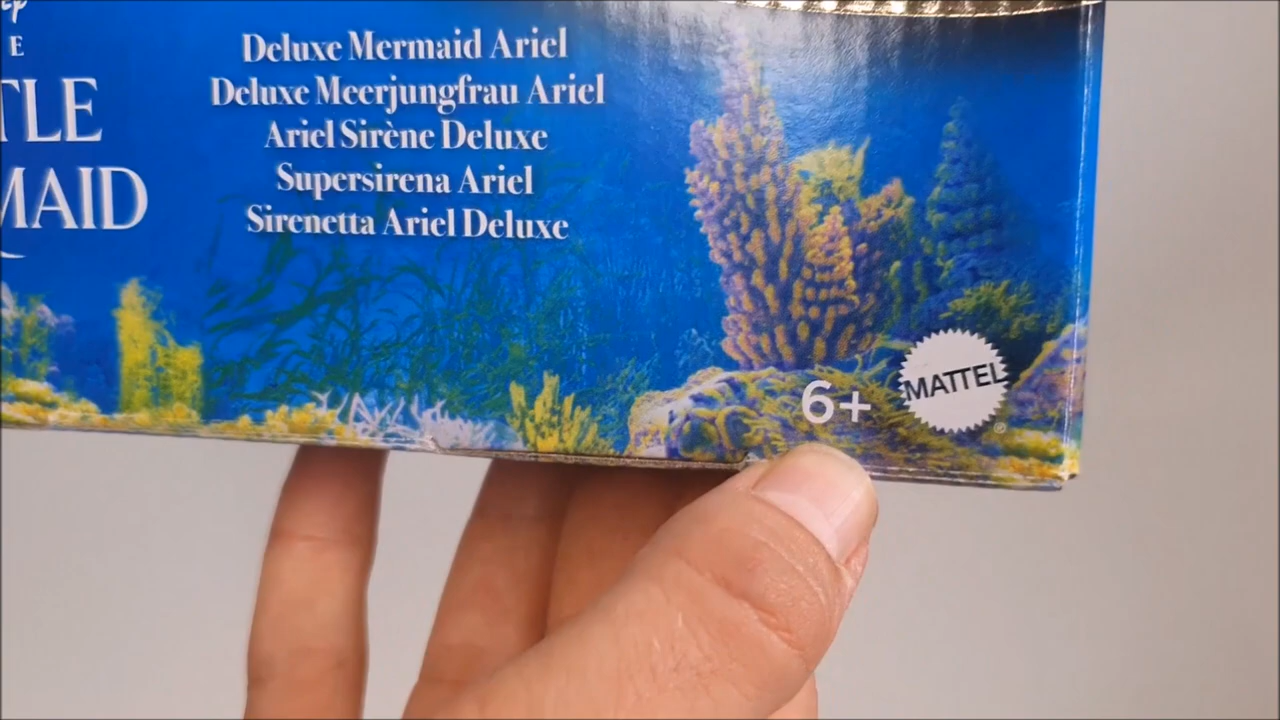 E
TLE
MAID
Deluxe Mermaid Ariel
Deluxe Meerjungfrau Ariel
Ariel Sirène Deluxe
Supersirena Ariel
Sirenetta Ariel Deluxe
6+
MATTEL
®